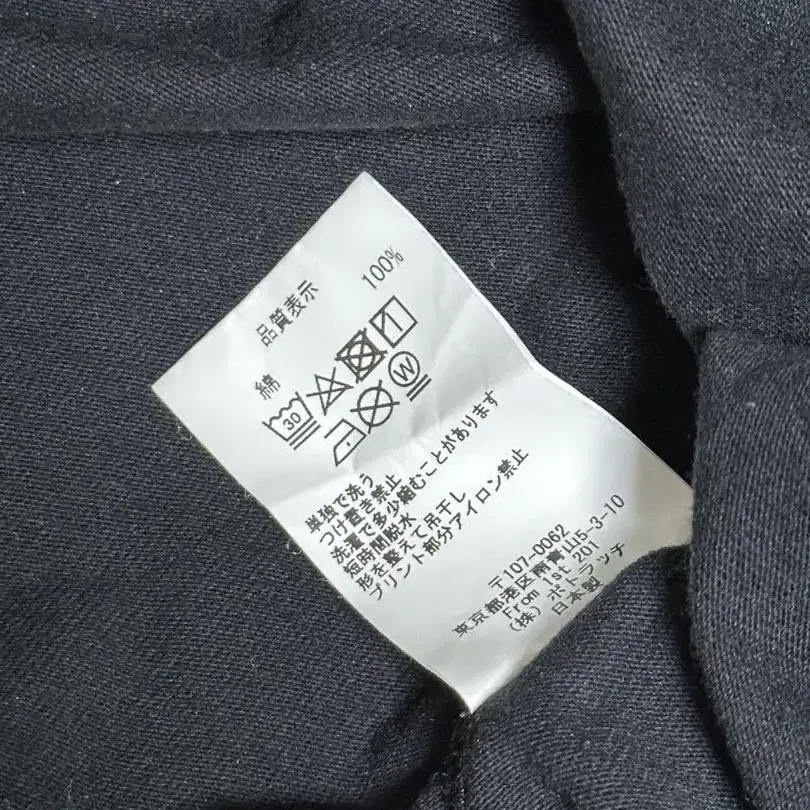 品質表示
綿 100%
30
W
単独で洗う
つけ置き禁止
洗濯で多少縮むことがあります
短時間脱水
形を整えて吊干し
プリント部分アイロン禁止
〒107-0062
東京都港区南青山5-3-10
From 1st 201
(株) ポトラッチ
日本製